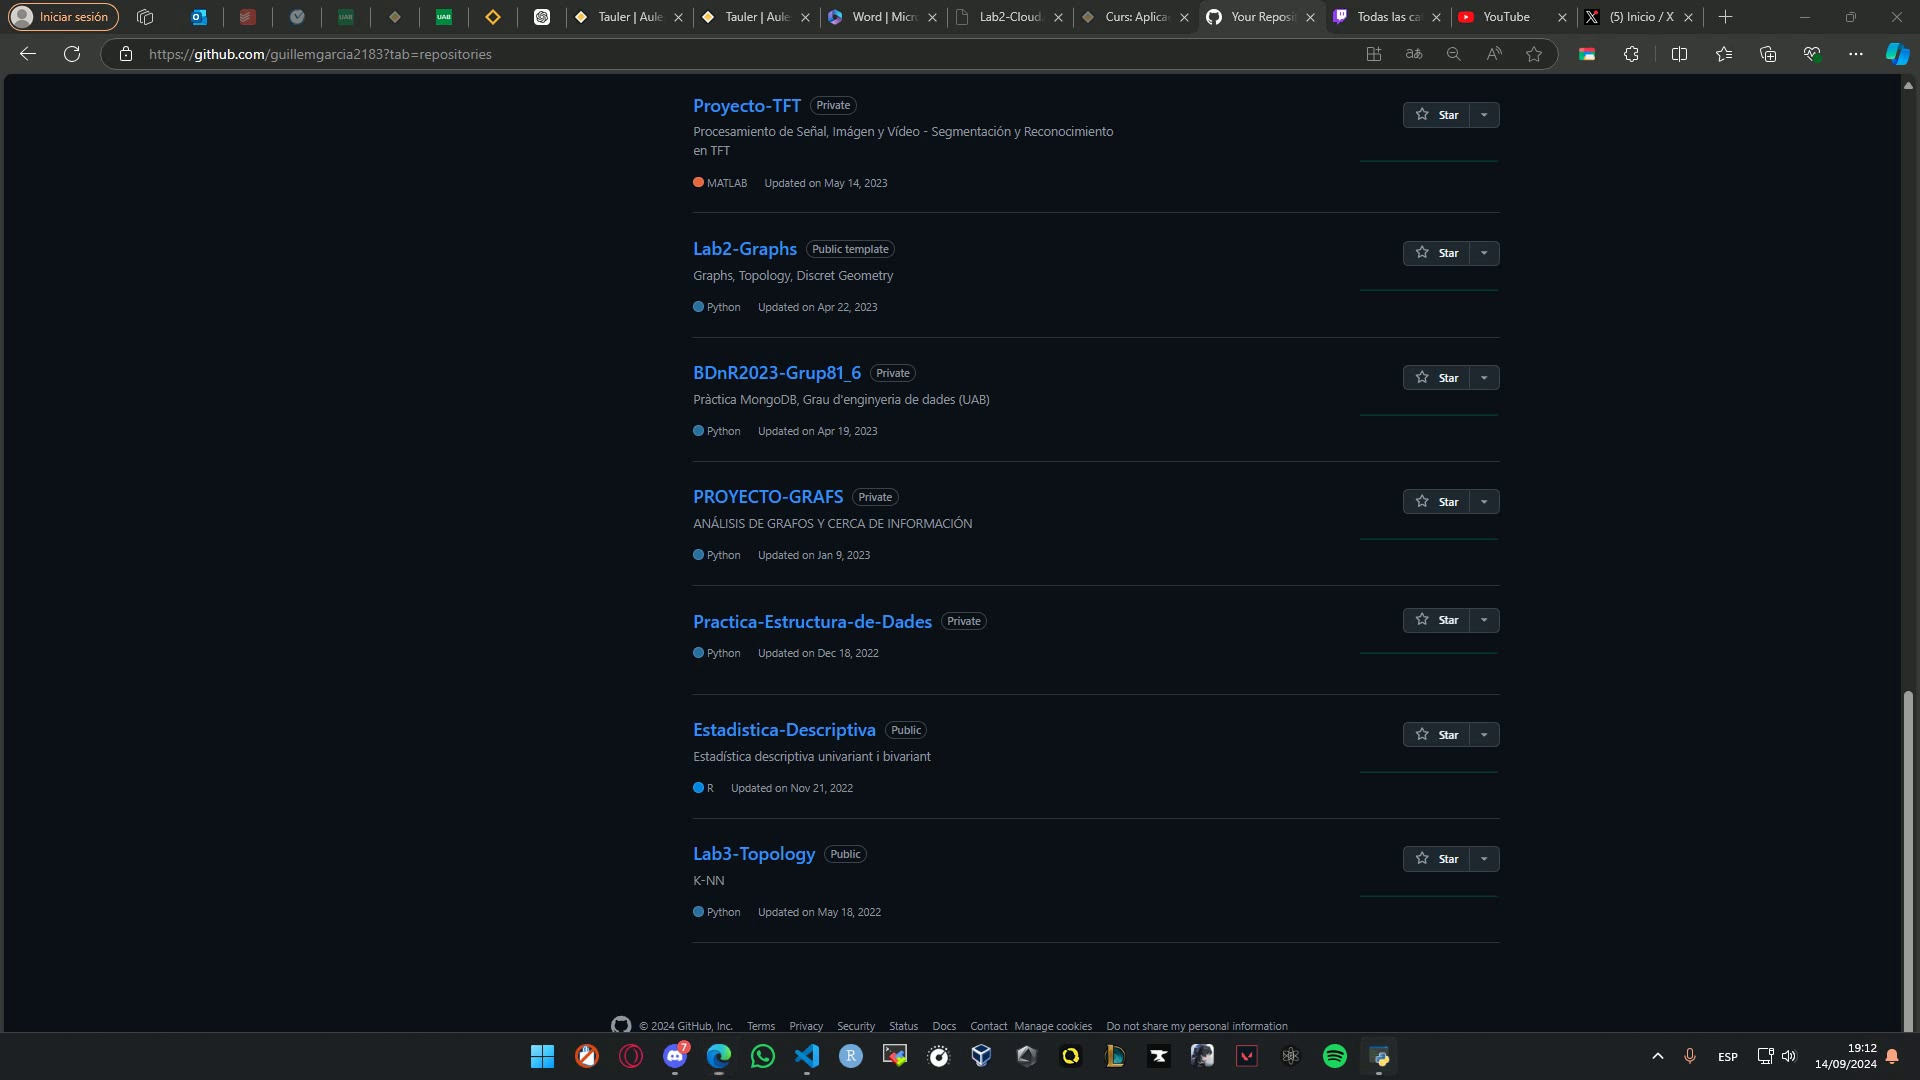 Iniciar sesión
UAB
UAB
Tauler | Aule
Tauler | Aule
Word | Micr
Lab2-Cloud
Curs: Aplica
Your Reposi
Todas las ca
YouTube
(5) Inicio / X
https://github.com/guillemgarcia2183?tab=repositories
Proyecto-TFT Private
Star
Procesamiento de Señal, Imágen y Vídeo - Segmentación y Reconocimiento
en TFT
MATLAB Updated on May 14, 2023
Lab2-Graphs Public template
Star
Graphs, Topology, Discret Geometry
Python Updated on Apr 22, 2023
BDnR2023-Grup81_6 Private
Star
Pràctica MongoDB, Grau d'enginyeria de dades (UAB)
Python Updated on Apr 19, 2023
PROYECTO-GRAFS Private
Star
ANÁLISIS DE GRAFOS Y CERCA DE INFORMACIÓN
Python Updated on Jan 9, 2023
Practica-Estructura-de-Dades Private
Star
Python Updated on Dec 18, 2022
Estadistica-Descriptiva Public
Star
Estadística descriptiva univariant i bivariant
R Updated on Nov 21, 2022
Lab3-Topology Public
Star
K-NN
Python Updated on May 18, 2022
© 2024 GitHub, Inc. Terms Privacy Security Status Docs Contact Manage cookies Do not share my personal information
7
R
ESP
19:12
14/09/2024